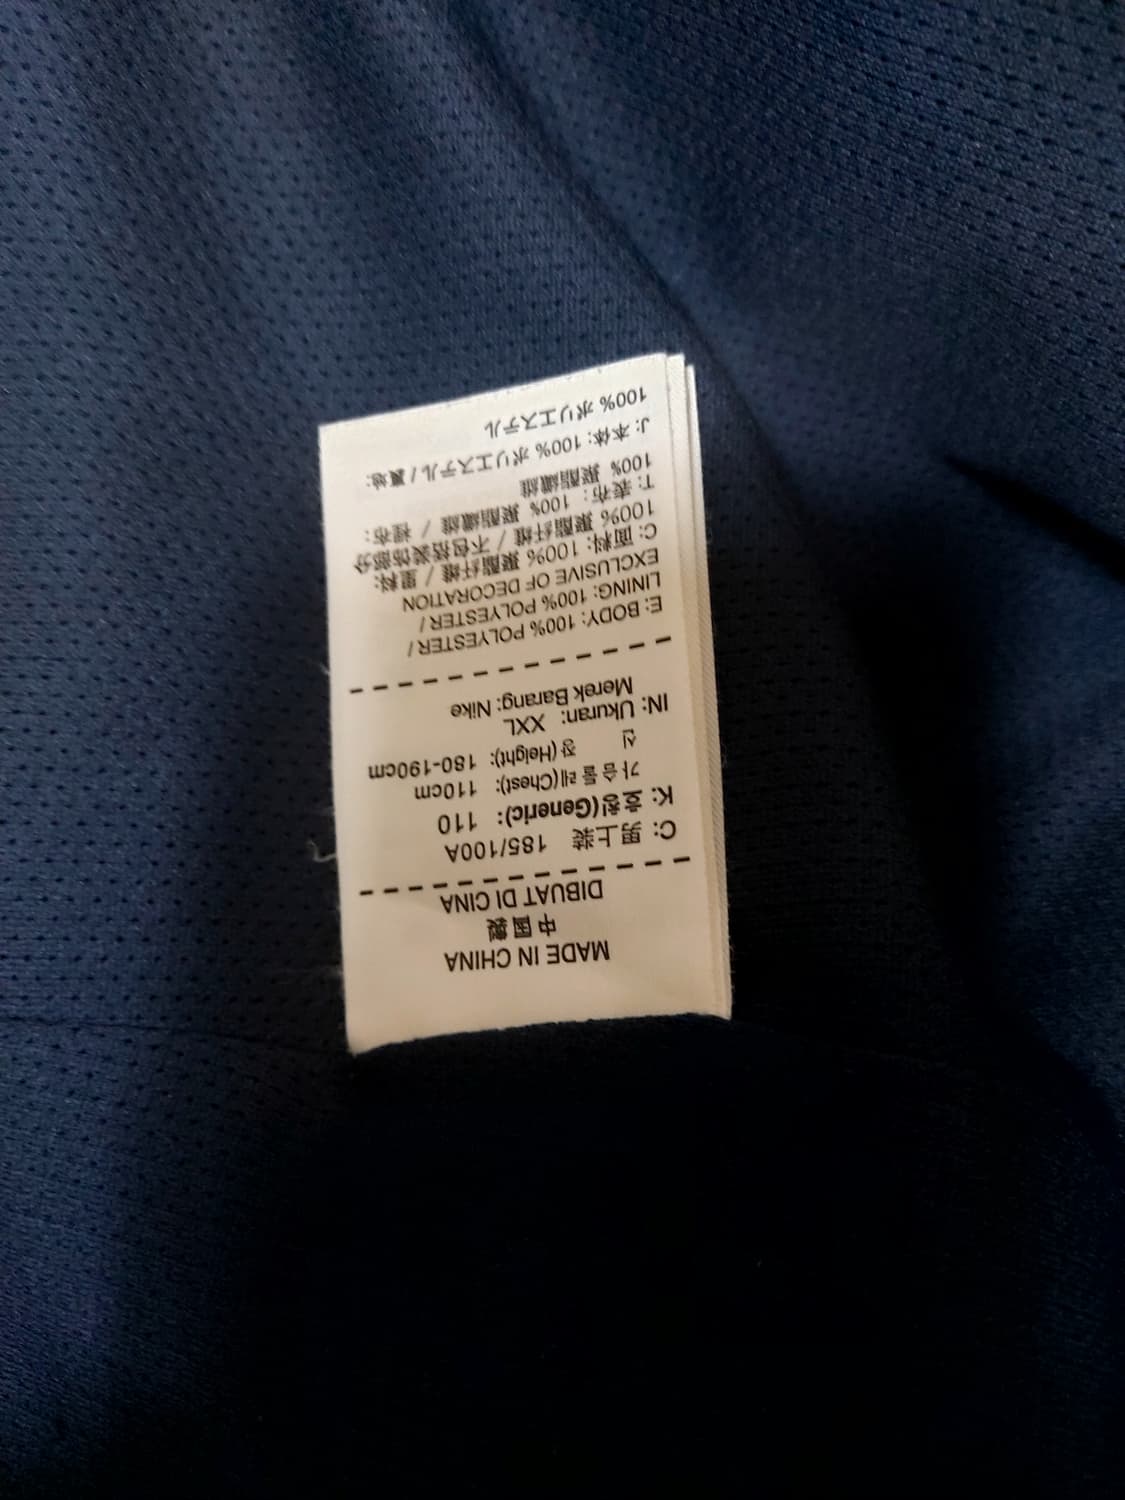 MADE IN CHINA
中国製
DIBUAT DI CINA
C: 男上装 185/100A
K: 호칭(Generic): 110
가슴둘레(Chest): 110cm
신 장(Height): 180-190cm
IN: Ukuran: XXL
Merek Barang: Nike
E: BODY: 100% POLYESTER /
LINING: 100% POLYESTER /
EXCLUSIVE OF DECORATION
C: 面料: 100% 聚酯纤维 / 里料:
100% 聚酯纤维 / 不包括装饰部分
T: 表布: 100% 聚酯纖維 / 裡布:
100% 聚酯纖維
J: 本体: 100% ポリエステル / 裏地:
100% ポリエステル